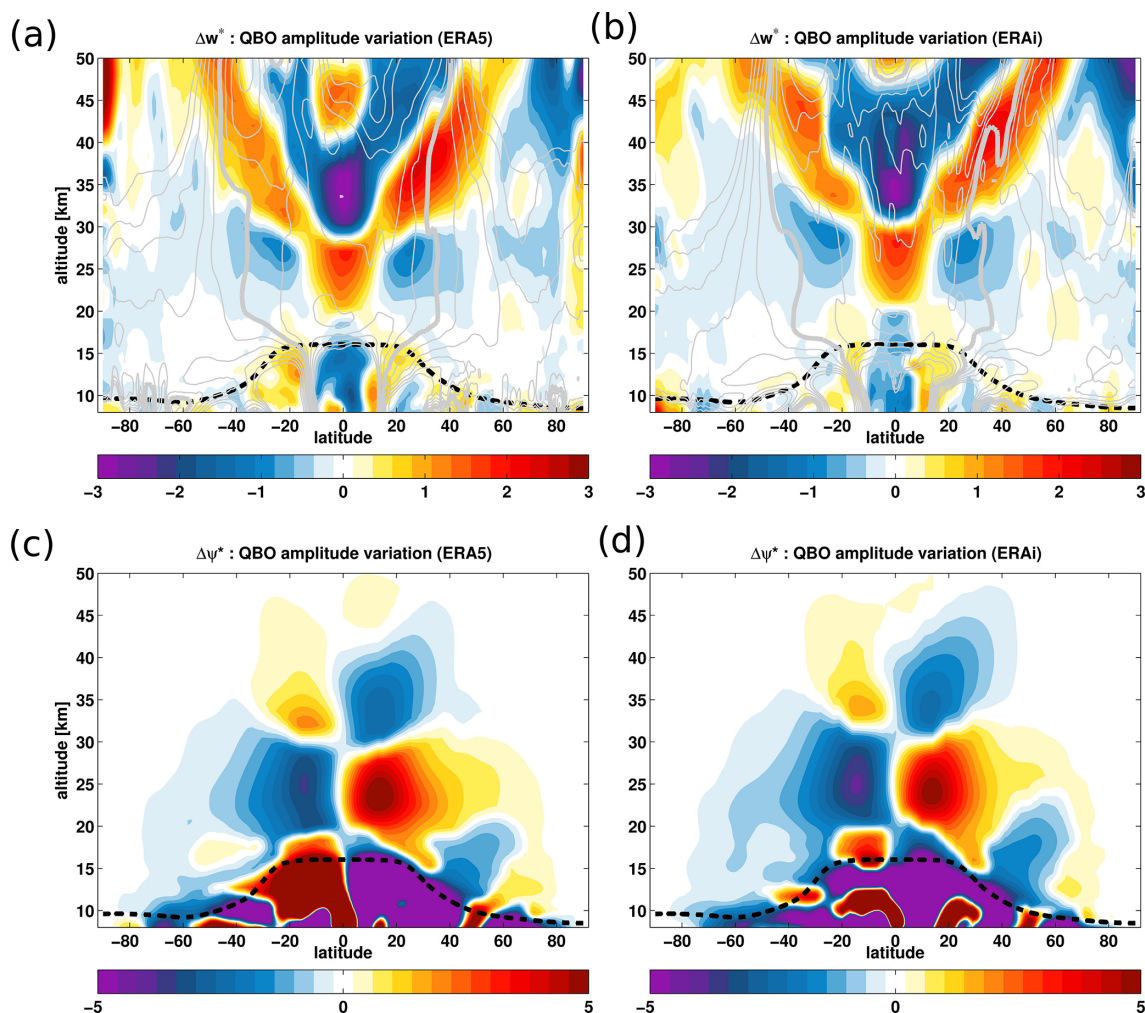 (a)
Δw* : QBO amplitude variation (ERA5)
50
45
40
35
30
25
20
15
10
altitude [km]
−80 −60 −40 −20 0 20 40 60 80
latitude
−3 −2 −1 0 1 2 3
(b)
Δw* : QBO amplitude variation (ERAi)
50
45
40
35
30
25
20
15
10
−80 −60 −40 −20 0 20 40 60 80
latitude
−3 −2 −1 0 1 2 3
(c)
Δψ* : QBO amplitude variation (ERA5)
50
45
40
35
30
25
20
15
10
altitude [km]
−80 −60 −40 −20 0 20 40 60 80
latitude
−5 0 5
(d)
Δψ* : QBO amplitude variation (ERAi)
50
45
40
35
30
25
20
15
10
−80 −60 −40 −20 0 20 40 60 80
latitude
−5 0 5